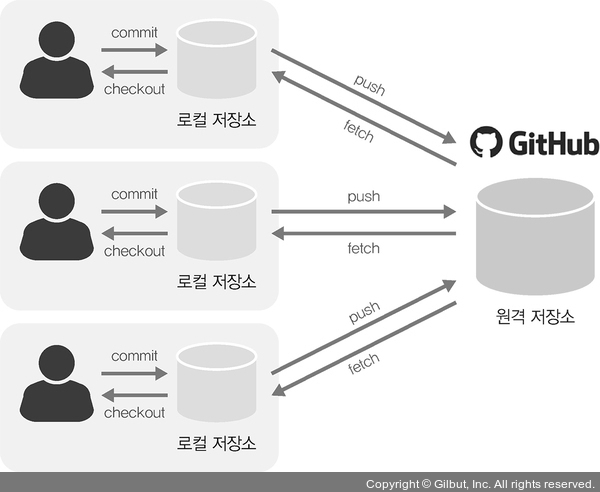 commit
checkout
로컬 저장소
push
fetch
GitHub
commit
checkout
로컬 저장소
push
fetch
원격 저장소
commit
checkout
로컬 저장소
push
fetch
Copyright © Gilbut, Inc. All rights reserved.